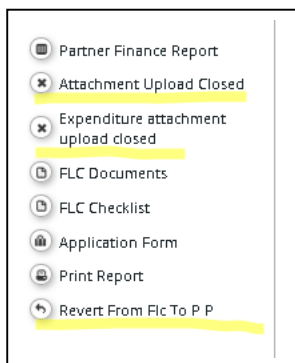 Partner Finance Report
Attachment Upload Closed
Expenditure attachment
upload closed
FLC Documents
FLC Checklist
Application Form
Print Report
Revert From Flc To P P